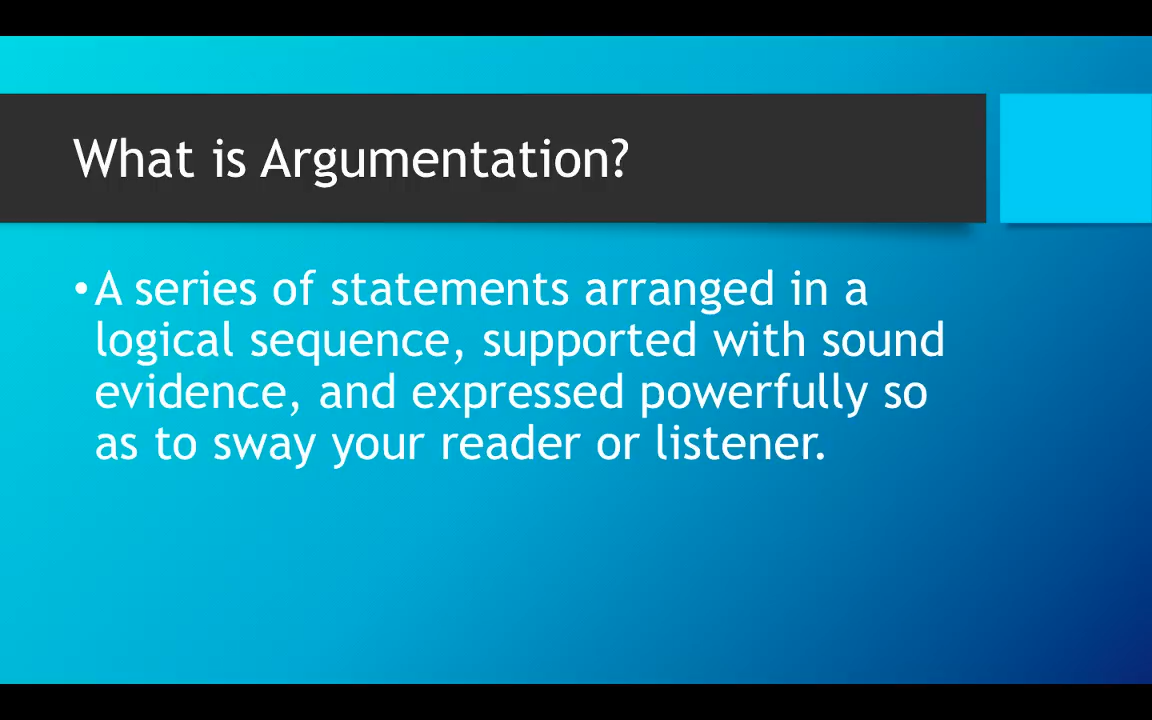 What is Argumentation?
• A series of statements arranged in a
logical sequence, supported with sound
evidence, and expressed powerfully so
as to sway your reader or listener.